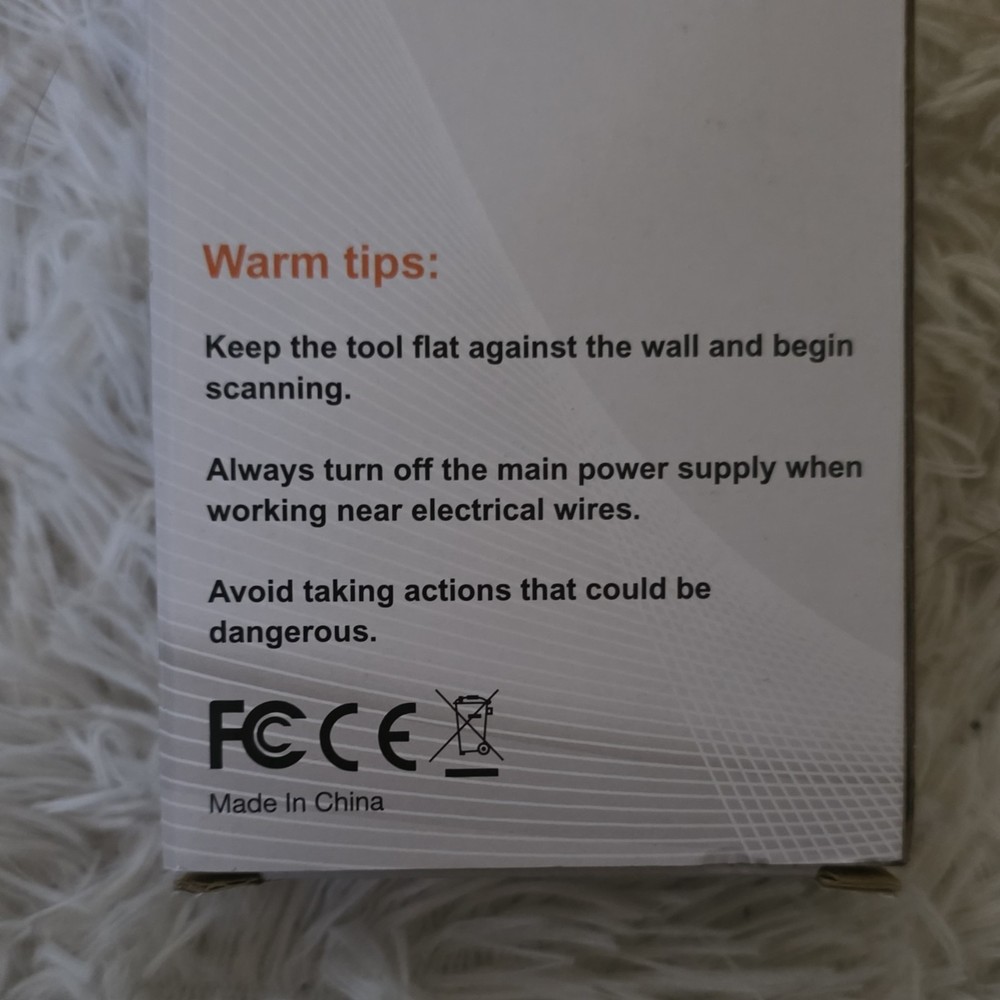 Warm tips:
Keep the tool flat against the wall and begin
scanning.
Always turn off the main power supply when
working near electrical wires.
Avoid taking actions that could be
dangerous.
FC CE
Made In China